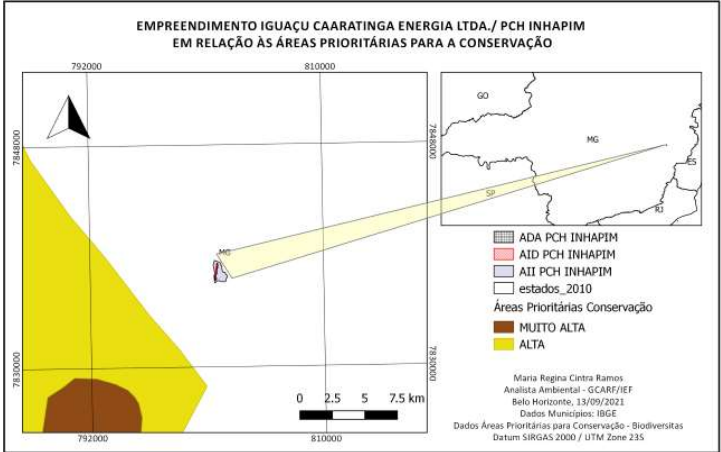 EMPREENDIMENTO IGUAÇU CAARATINGA ENERGIA LTDA./ PCH INHAPIM
EM RELAÇÃO ÀS ÁREAS PRIORITÁRIAS PARA A CONSERVAÇÃO
792000
810000
7848000
7848000
GO
MG
ES
SP
RJ
MG
ADA PCH INHAPIM
AID PCH INHAPIM
AII PCH INHAPIM
estados_2010
Áreas Prioritárias Conservação
MUITO ALTA
ALTA
7830000
7830000
0 2.5 5 7.5 km
792000
810000
Maria Regina Cintra Ramos
Analista Ambiental - GCARF/IEF
Belo Horizonte, 13/09/2021
Dados Municípios: IBGE
Dados Áreas Prioritárias para Conservação - Biodiversitas
Datum SIRGAS 2000 / UTM Zone 23S